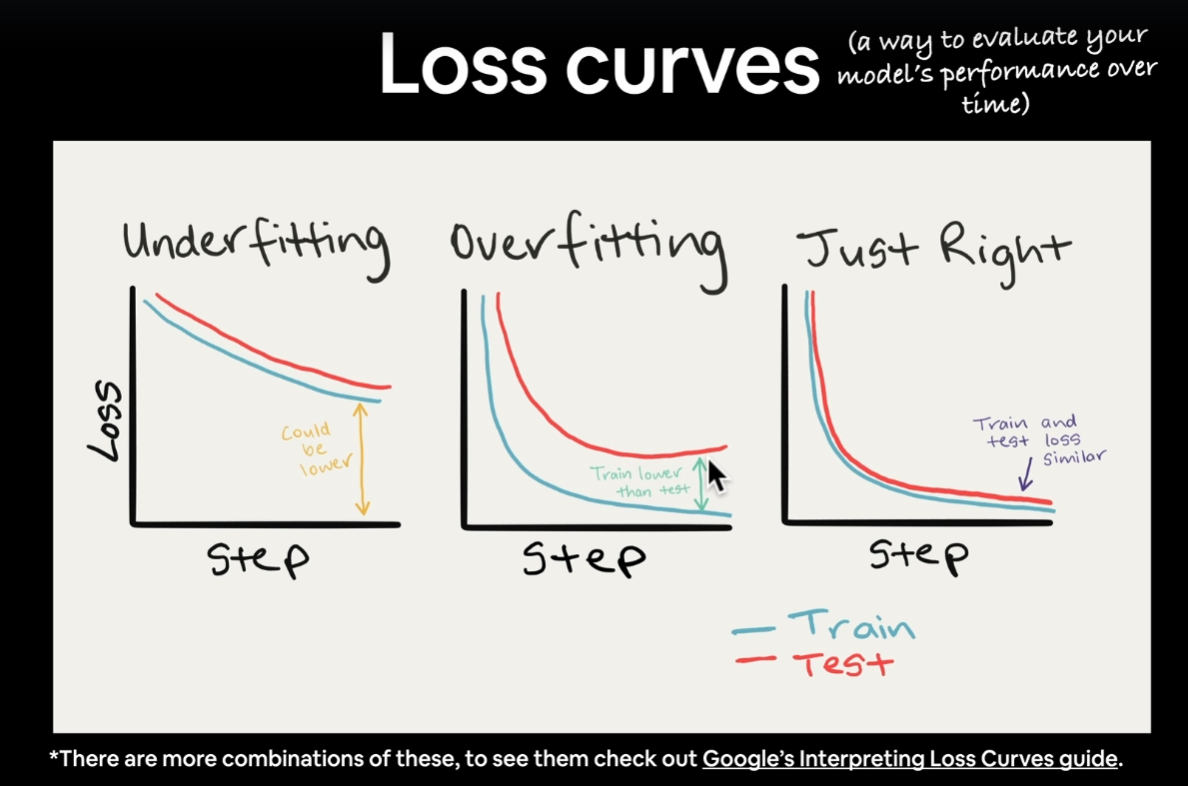 Loss curves
(a way to evaluate your
model's performance over
time)
Underfitting
Overfitting
Just Right
Loss
Could
be
lower
Train lower
than test
Train and
test loss
similar
Step
Step
Step
Train
Test
*There are more combinations of these, to see them check out Google's Interpreting Loss Curves guide.